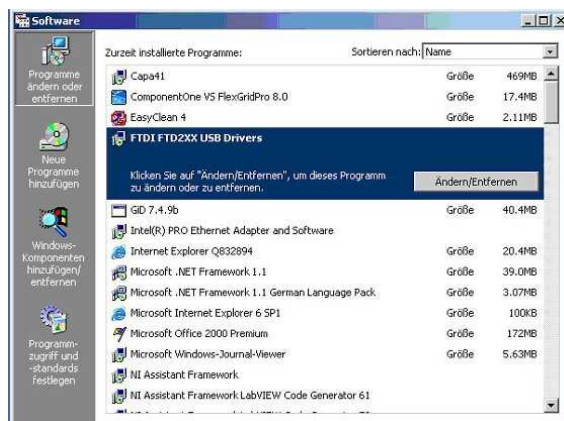 Software
Programme
ändern oder
entfernen
Neue
Programme
hinzufügen
Windows-
Komponenten
hinzufügen/
entfernen
Programm-
zugriff und
-standards
festlegen
Zurzeit installierte Programme: Sortieren nach: Name
Capa41 Größe 469MB
ComponentOne VS FlexGridPro 8.0 Größe 17.4MB
EasyClean 4 Größe 2.11MB
FTDI FTD2XX USB Drivers
Klicken Sie auf "Ändern/Entfernen", um dieses Programm
zu ändern oder zu entfernen. Ändern/Entfernen
GiD 7.4.9b Größe 40.4MB
Intel(R) PRO Ethernet Adapter and Software
Internet Explorer Q832894 Größe 20.4MB
Microsoft .NET Framework 1.1 Größe 39.0MB
Microsoft .NET Framework 1.1 German Language Pack Größe 3.07MB
Microsoft Internet Explorer 6 SP1 Größe 100KB
Microsoft Office 2000 Premium Größe 172MB
Microsoft Windows-Journal-Viewer Größe 5.63MB
NI Assistant Framework
NI Assistant Framework LabVIEW Code Generator 61